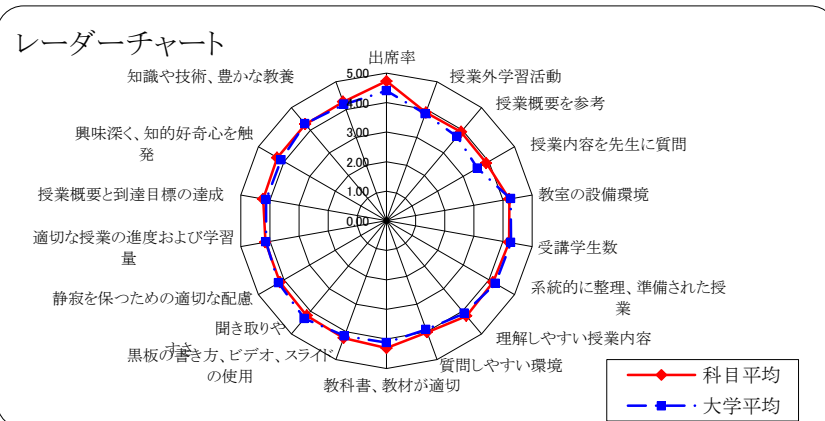 レーダーチャート
出席率
授業外学習活動
授業概要を参考
授業内容を先生に質問
教室の設備環境
受講学生数
系統的に整理、準備された授
業
理解しやすい授業内容
質問しやすい環境
教科書、教材が適切
黒板の書き方、ビデオ、スライド
の使用
聞き取りや
すさ
静寂を保つための適切な配慮
適切な授業の進度および学習
量
授業概要と到達目標の達成
興味深く、知的好奇心を触
発
知識や技術、豊かな教養
5.00
4.00
3.00
2.00
1.00
0.00
科目平均
大学平均